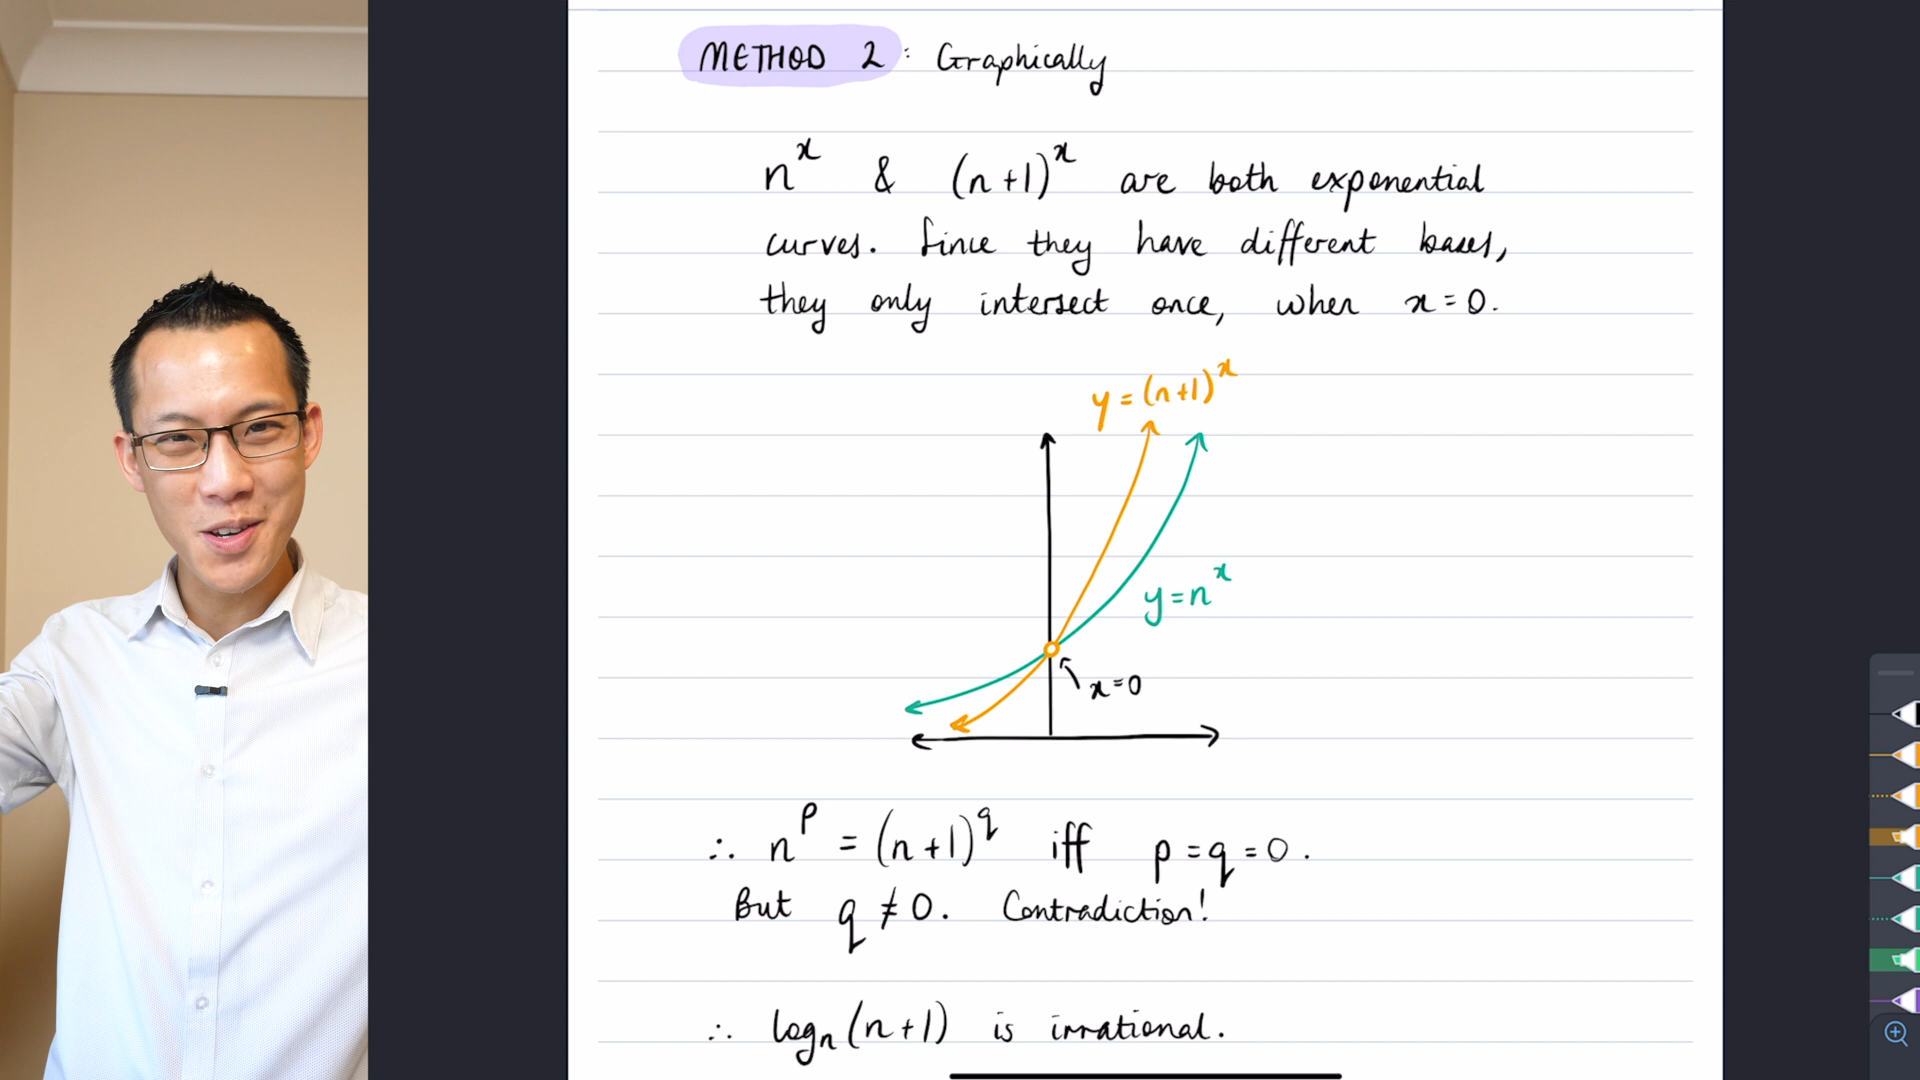 METHOD 2 : Graphically
n^x & (n+1)^x are both exponential
curves. Since they have different bases,
they only intersect once, when x = 0.
y = (n+1)^x
y = n^x
x = 0
∴ n^p = (n+1)^q iff p = q = 0.
But q ≠ 0. Contradiction!
∴ logₙ(n+1) is irrational.